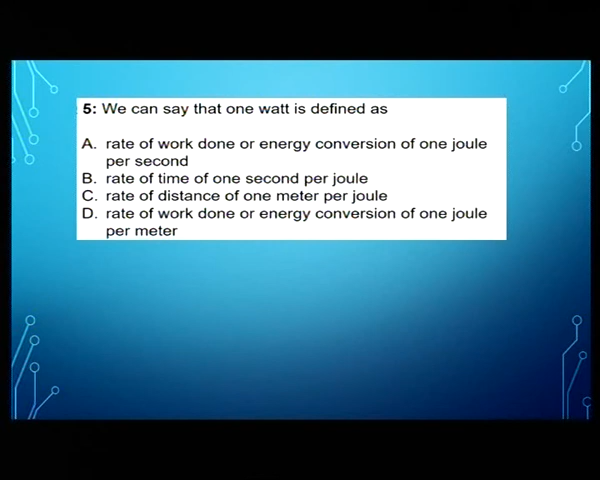 5: We can say that one watt is defined as
A. rate of work done or energy conversion of one joule
per second
B. rate of time of one second per joule
C. rate of distance of one meter per joule
D. rate of work done or energy conversion of one joule
per meter